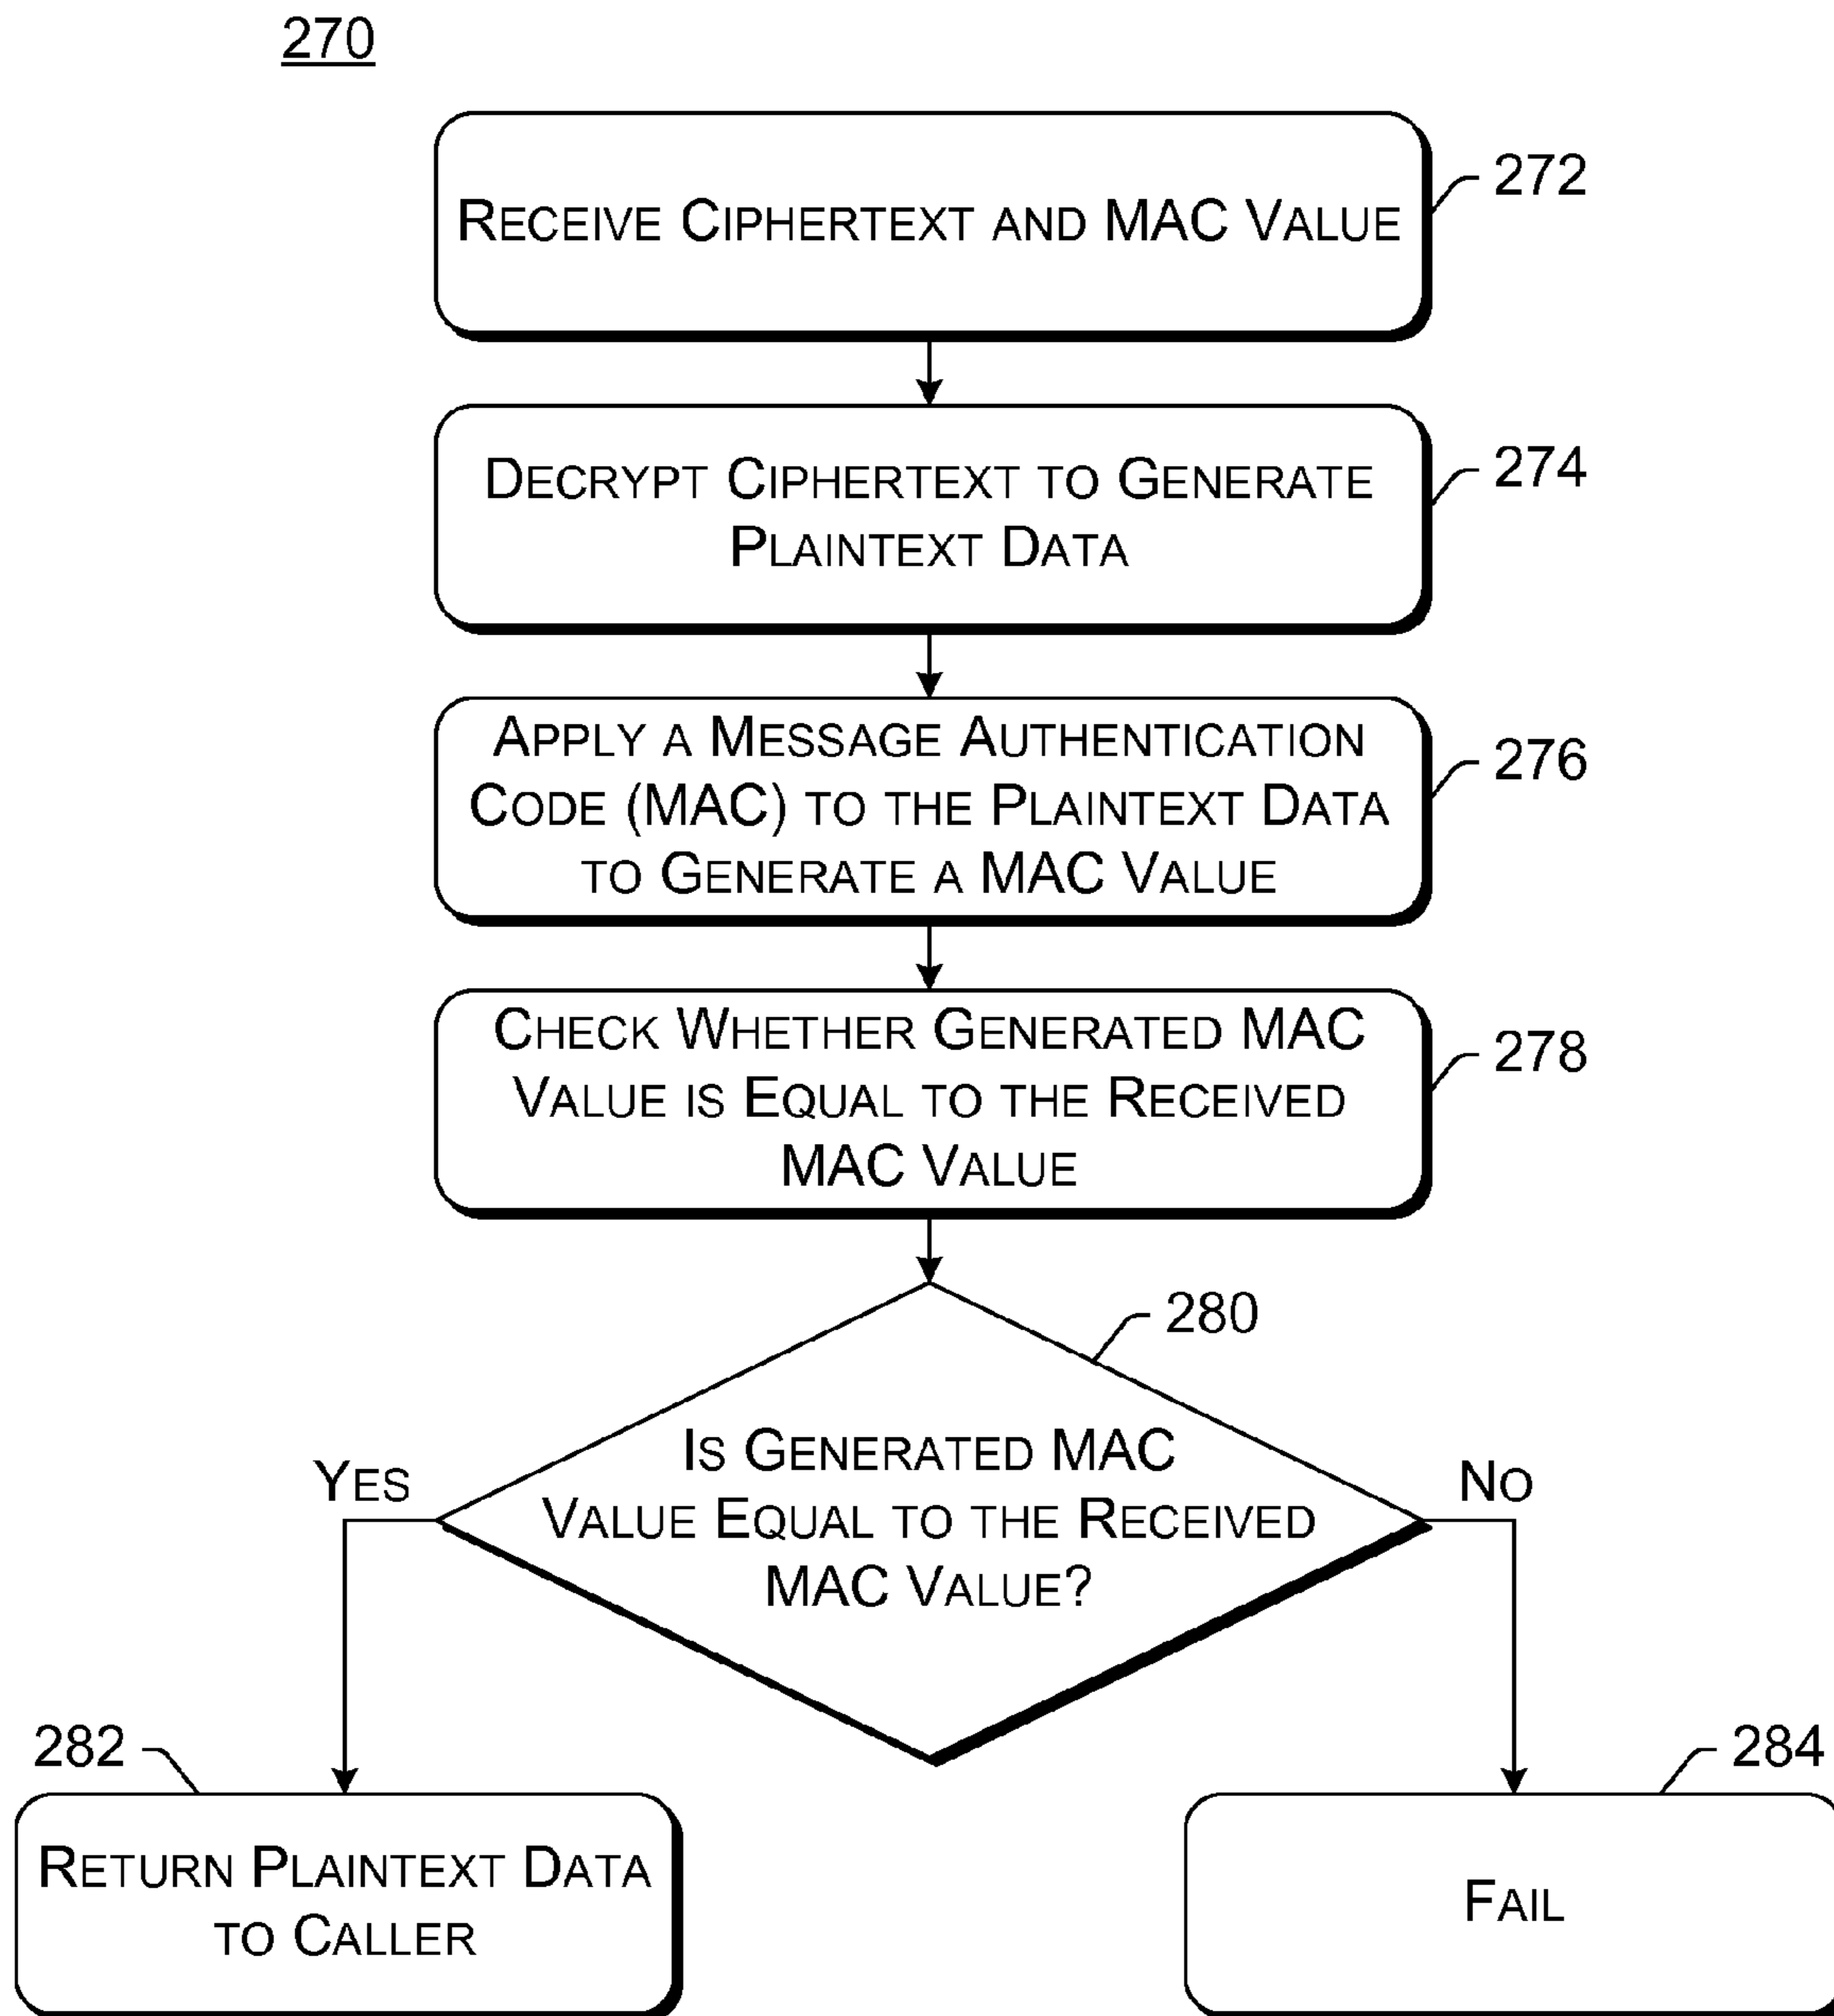 270
RECEIVE CIPHERTEXT AND MAC VALUE
272
DECRYPT CIPHERTEXT TO GENERATE
PLAINTEXT DATA
274
APPLY A MESSAGE AUTHENTICATION
CODE (MAC) TO THE PLAINTEXT DATA
TO GENERATE A MAC VALUE
276
CHECK WHETHER GENERATED MAC
VALUE IS EQUAL TO THE RECEIVED
MAC VALUE
278
280
IS GENERATED MAC
VALUE EQUAL TO THE RECEIVED
MAC VALUE?
YES
NO
282
RETURN PLAINTEXT DATA
TO CALLER
284
FAIL